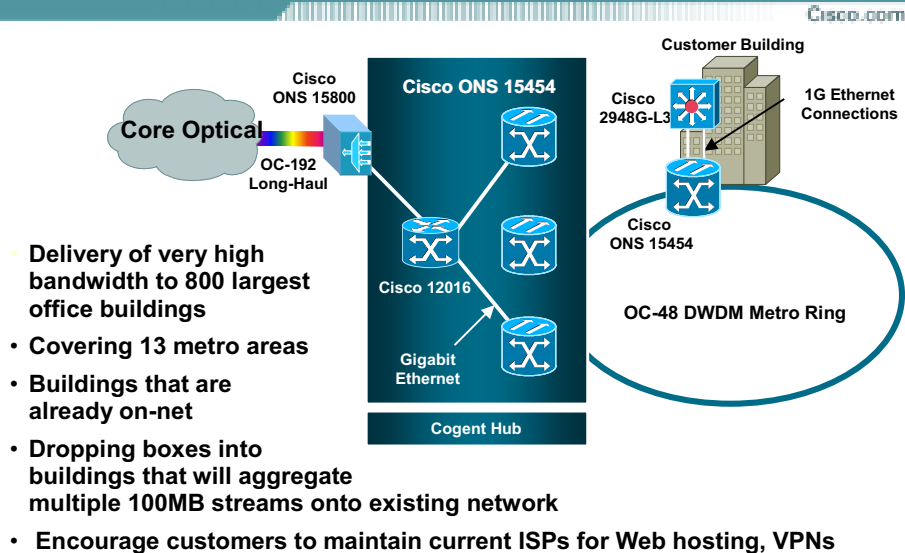 Cisco.com
Customer Building
Cisco
ONS 15800
Cisco ONS 15454
Cisco
2948G-L3
1G Ethernet
Connections
Core Optical
OC-192
Long-Haul
Cisco
ONS 15454
Cisco 12016
OC-48 DWDM Metro Ring
Gigabit
Ethernet
Cogent Hub
Delivery of very high
bandwidth to 800 largest
office buildings
• Covering 13 metro areas
• Buildings that are
already on-net
• Dropping boxes into
buildings that will aggregate
multiple 100MB streams onto existing network
• Encourage customers to maintain current ISPs for Web hosting, VPNs